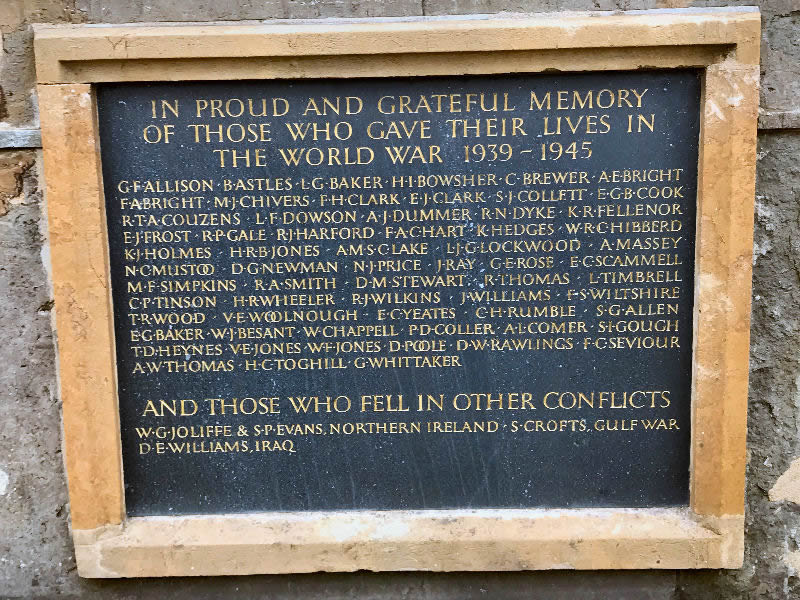 IN PROUD AND GRATEFUL MEMORY
OF THOSE WHO GAVE THEIR LIVES IN
THE WORLD WAR 1939 - 1945
G·F·ALLISON · B·ASTLES · L·G·BAKER · H·I·BOWSHER · C·BREWER · A·E·BRIGHT
F·A·BRIGHT · M·J·CHIVERS · F·H·CLARK · E·J·CLARK · S·J·COLLETT · E·G·B·COOK
R·T·A·COUZENS · L·F·DOWSON · A·J·DUMMER · R·N·DYKE · K·R·FELLENOR
E·J·FROST · R·P·GALE · R·J·HARFORD · F·A·C·HART · K·HEDGES · W·R·C·HIBBERD
K·J·HOLMES · H·R·B·JONES · A·M·S·C·LAKE · L·J·G·LOCKWOOD · A·MASSEY
N·C·MUSTOO · D·G·NEWMAN · N·J·PRICE · J·RAY · G·E·ROSE · E·G·SCAMMELL
M·F·SIMPKINS · R·A·SMITH · D·M·STEWART · R·THOMAS · L·TIMBRELL
C·P·TINSON · H·R·WHEELER · R·J·WILKINS · J·WILLIAMS · F·S·WILTSHIRE
T·R·WOOD · V·E·WOOLNOUGH · E·C·YEATES · C·H·RUMBLE · S·G·ALLEN
E·G·BAKER · W·J·BESANT · W·CHAPPELL · P·D·COLLER · A·L·COMER · S·I·GOUGH
T·D·HEYNES · V·E·JONES · W·F·JONES · D·POOLE · D·W·RAWLINGS · F·G·SEVIOUR
A·W·THOMAS · H·C·TOGHILL · G·WHITTAKER
AND THOSE WHO FELL IN OTHER CONFLICTS
W·G·JOLIFFE & S·P·EVANS, NORTHERN IRELAND · S·CROFTS, GULF WAR
D·E·WILLIAMS, IRAQ